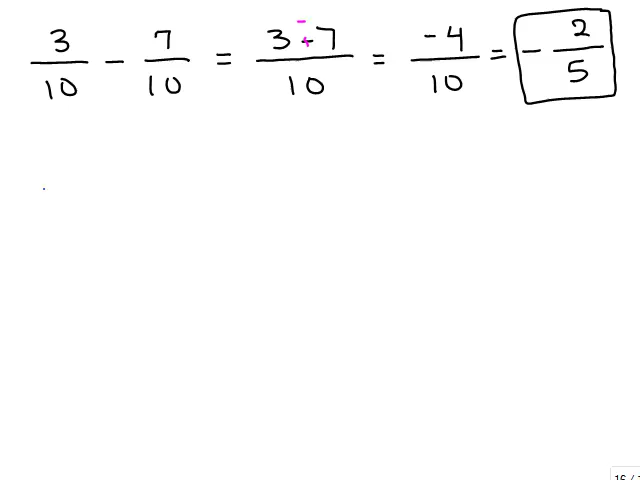 3/10 - 7/10 = 3 - 7/10 = -4/10 = - 2/5